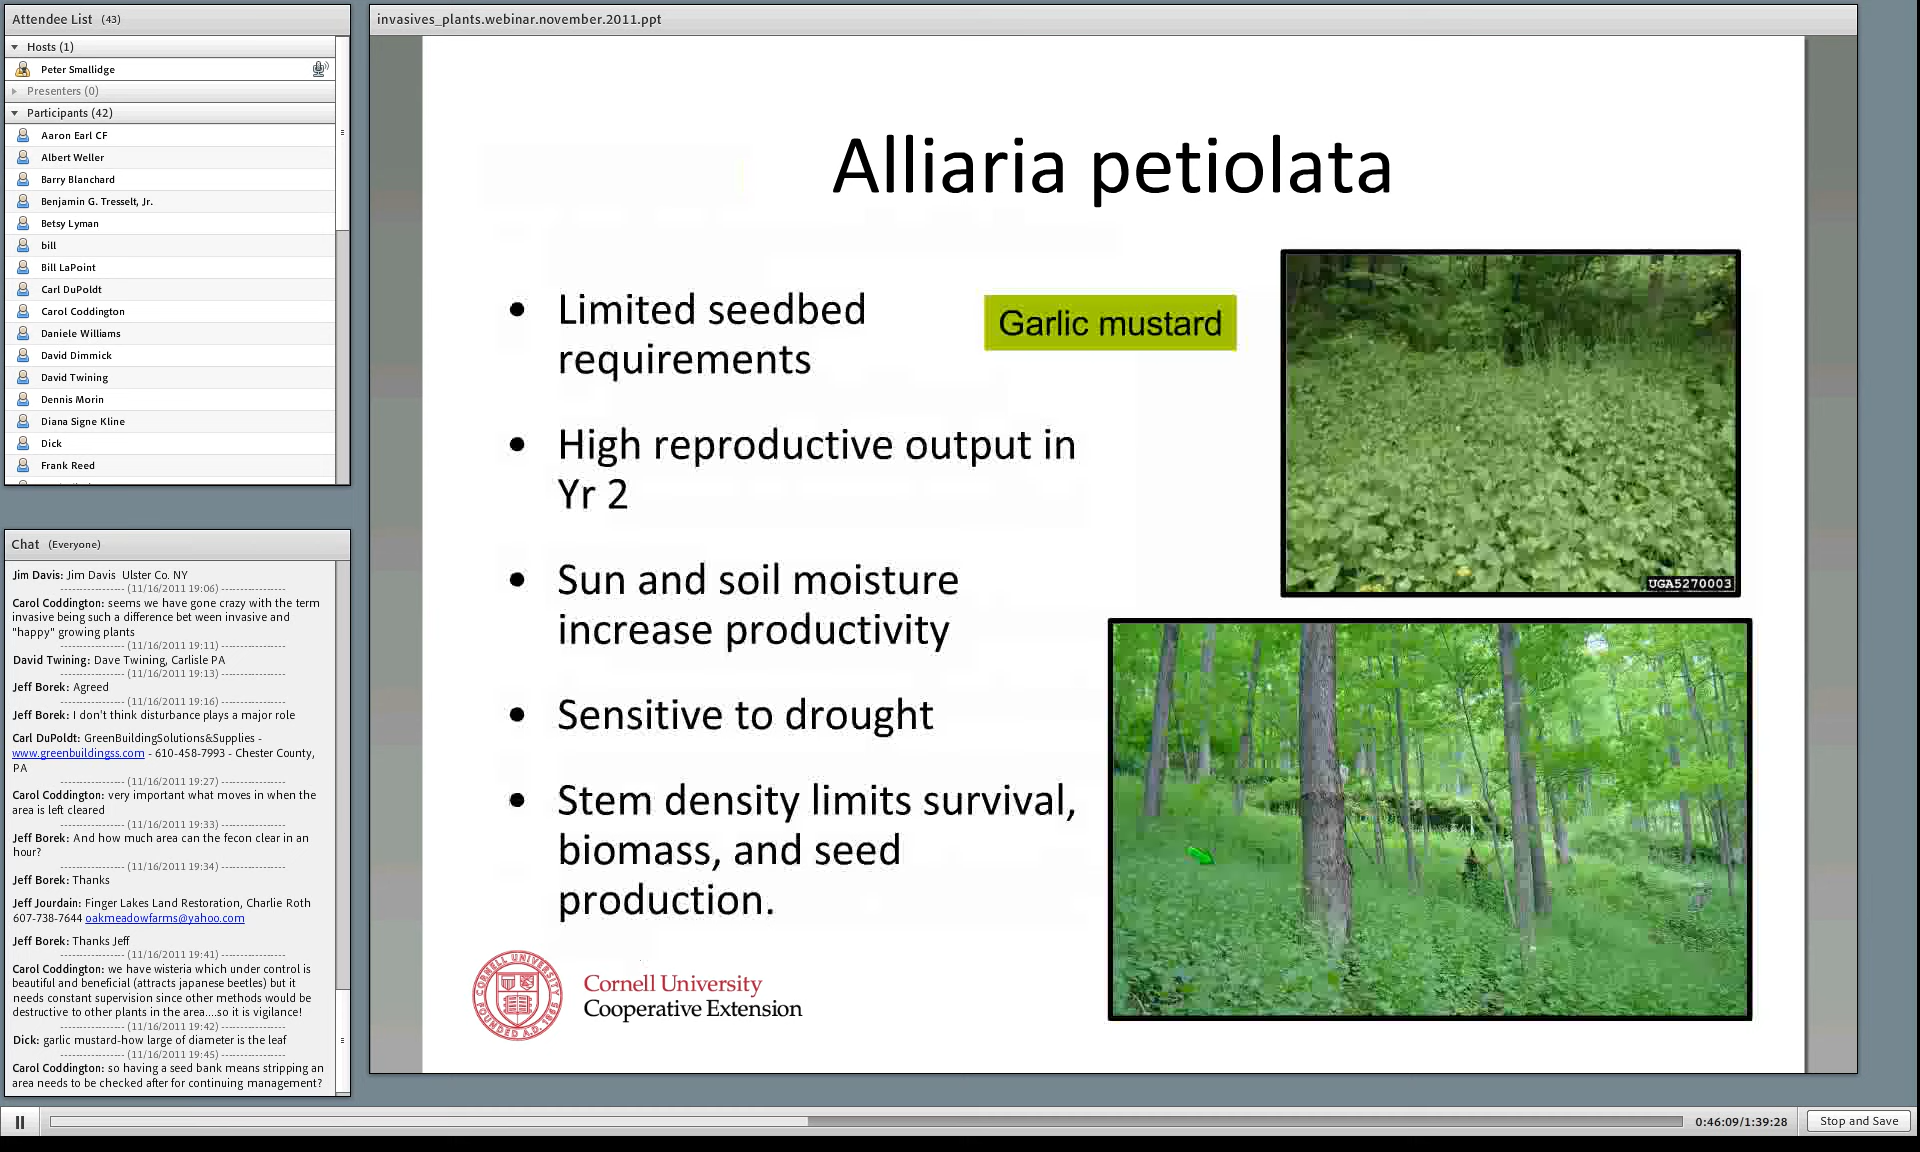 Attendee List (43)
Hosts (1)
Peter Smallidge
Presenters (0)
Participants (42)
Aaron Earl CF
Albert Weller
Barry Blanchard
Benjamin G. Tresselt, Jr.
Betsy Lyman
bill
Bill LaPoint
Carl DuPoldt
Carol Coddington
Daniele Williams
David Dimmick
David Twining
Dennis Morin
Diana Signe Kline
Dick
Frank Reed
Chat (Everyone)
Jim Davis: Jim Davis Ulster Co. NY
----------------- (11/16/2011 19:06) -----------------
Carol Coddington: seems we have gone crazy with the term
invasive being such a difference bet ween invasive and
"happy" growing plants
----------------- (11/16/2011 19:11) -----------------
David Twining: Dave Twining, Carlisle PA
----------------- (11/16/2011 19:13) -----------------
Jeff Borek: Agreed
----------------- (11/16/2011 19:16) -----------------
Jeff Borek: I don't think disturbance plays a major role
Carl DuPoldt: GreenBuildingSolutions&Supplies -
www.greenbuildingss.com - 610-458-7993 - Chester County,
PA
----------------- (11/16/2011 19:27) -----------------
Carol Coddington: very important what moves in when the
area is left cleared
----------------- (11/16/2011 19:33) -----------------
Jeff Borek: And how much area can the fecon clear in an
hour?
----------------- (11/16/2011 19:34) -----------------
Jeff Borek: Thanks
Jeff Jourdain: Finger Lakes Land Restoration, Charlie Roth
607-738-7644 oakmeadowfarms@yahoo.com
Jeff Borek: Thanks Jeff
----------------- (11/16/2011 19:41) -----------------
Carol Coddington: we have wisteria which under control is
beautiful and beneficial (attracts japanese beetles) but it
needs constant supervision since other methods would be
destructive to other plants in the area....so it is vigilance!
----------------- (11/16/2011 19:42) -----------------
Dick: garlic mustard-how large of diameter is the leaf
----------------- (11/16/2011 19:45) -----------------
Carol Coddington: so having a seed bank means stripping an
area needs to be checked after for continuing management?
invasives_plants.webinar.november.2011.ppt
Alliaria petiolata
• Limited seedbed
requirements
Garlic mustard
• High reproductive output in
Yr 2
• Sun and soil moisture
increase productivity
• Sensitive to drought
• Stem density limits survival,
biomass, and seed
production.
UGA5270003
CORNELL UNIVERSITY
FOUNDED A.D. 1865
Cornell University
Cooperative Extension
0:46:09/1:39:28
Stop and Save